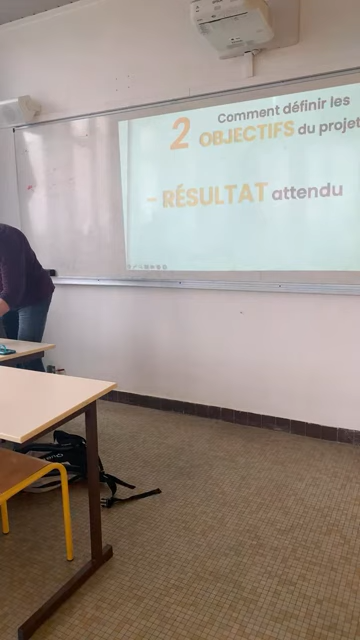 2 Comment définir les
OBJECTIFS du projet
- RÉSULTAT attendu